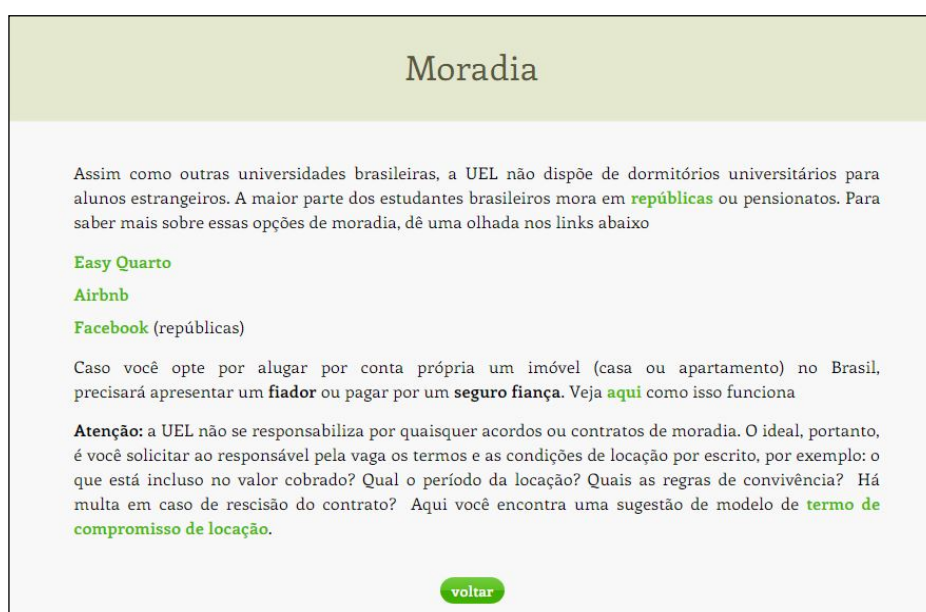 Moradia
Assim como outras universidades brasileiras, a UEL não dispõe de dormitórios universitários para
alunos estrangeiros. A maior parte dos estudantes brasileiros mora em repúblicas ou pensionatos. Para
saber mais sobre essas opções de moradia, dê uma olhada nos links abaixo
Easy Quarto
Airbnb
Facebook (repúblicas)
Caso você opte por alugar por conta própria um imóvel (casa ou apartamento) no Brasil,
precisará apresentar um fiador ou pagar por um seguro fiança. Veja aqui como isso funciona
Atenção: a UEL não se responsabiliza por quaisquer acordos ou contratos de moradia. O ideal, portanto,
é você solicitar ao responsável pela vaga os termos e as condições de locação por escrito, por exemplo: o
que está incluso no valor cobrado? Qual o período da locação? Quais as regras de convivência? Há
multa em caso de rescisão do contrato? Aqui você encontra uma sugestão de modelo de termo de
compromisso de locação.
voltar